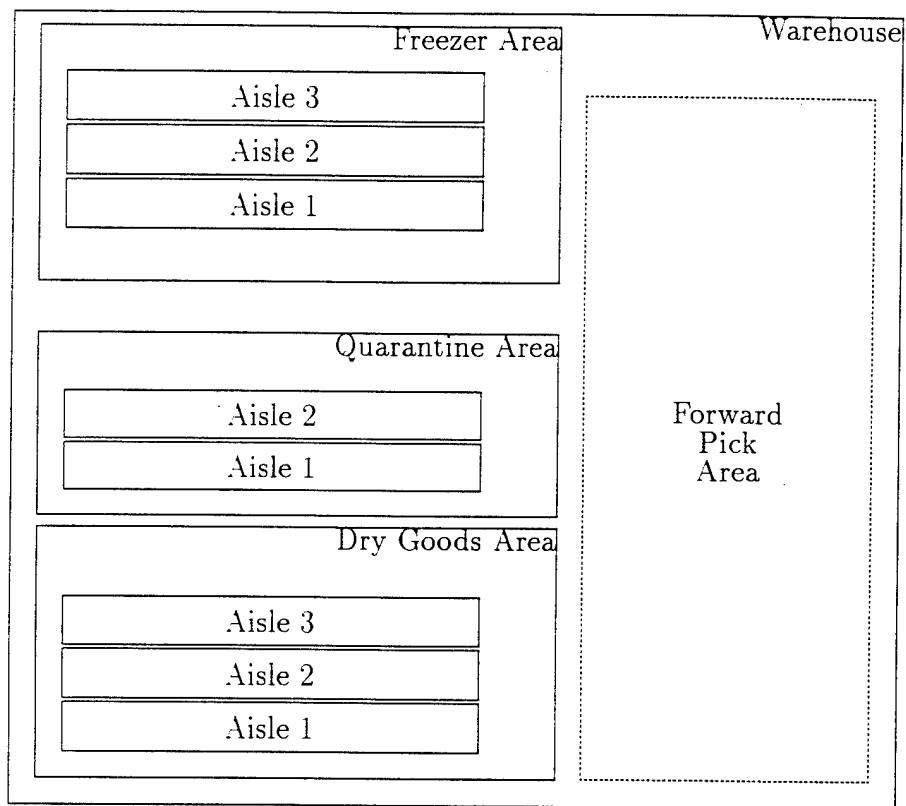 Warehouse
Freezer Area
Aisle 3
Aisle 2
Aisle 1
Quarantine Area
Aisle 2
Aisle 1
Dry Goods Area
Aisle 3
Aisle 2
Aisle 1
Forward
Pick
Area